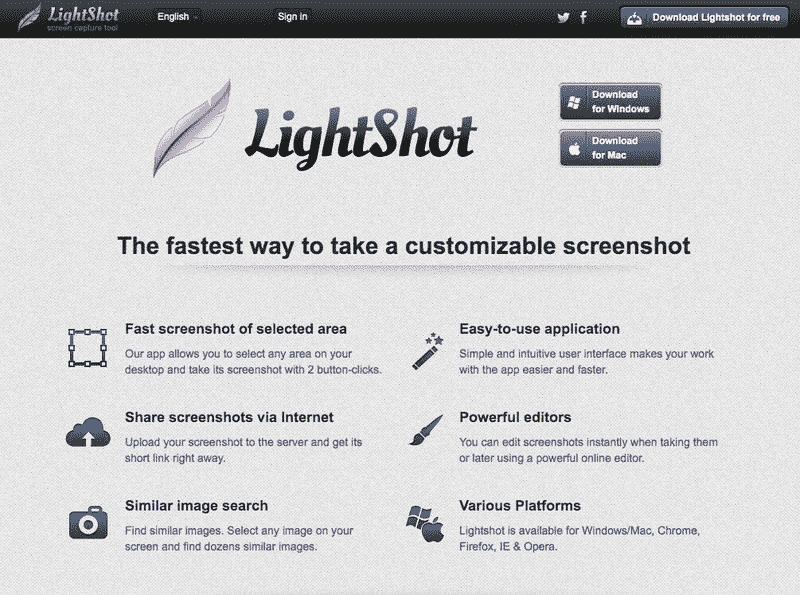 LightShot
screen capture tool
English
Sign in
Download Lightshot for free
LightShot
Download
for Windows
Download
for Mac
The fastest way to take a customizable screenshot
Fast screenshot of selected area
Our app allows you to select any area on your
desktop and take its screenshot with 2 button-clicks.
Easy-to-use application
Simple and intuitive user interface makes your work
with the app easier and faster.
Share screenshots via Internet
Upload your screenshot to the server and get its
short link right away.
Powerful editors
You can edit screenshots instantly when taking them
or later using a powerful online editor.
Similar image search
Find similar images. Select any image on your
screen and find dozens similar images.
Various Platforms
Lightshot is available for Windows/Mac, Chrome,
Firefox, IE & Opera.